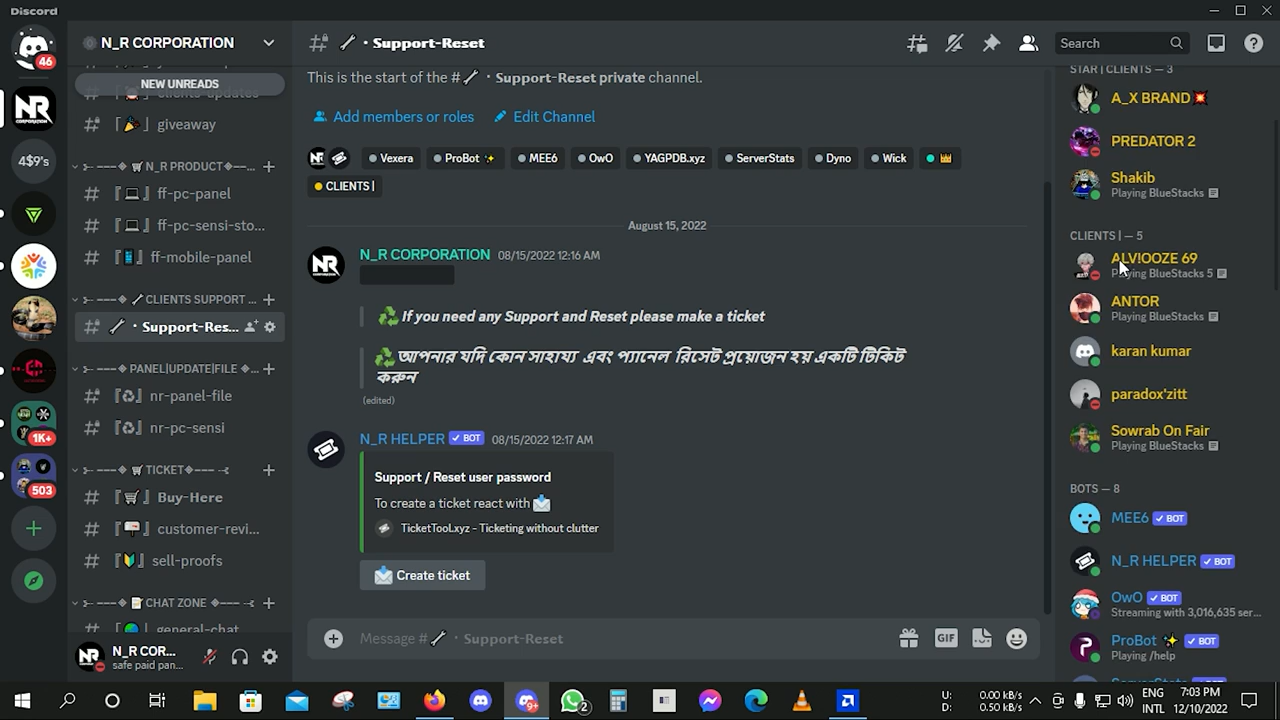 Discord
46
N_R CORPORATION
NEW UNREADS
clients-updates
giveaway
N_R PRODUCT
ff-pc-panel
ff-pc-sensi-sto...
ff-mobile-panel
CLIENTS SUPPORT ...
Support-Res...
PANEL|UPDATE|FILE
nr-panel-file
nr-pc-sensi
TICKET
Buy-Here
customer-revi...
sell-proofs
CHAT ZONE
general-chat
4$9's
1K+
503
N_R COR...
safe paid pan...
Support-Reset
Search
This is the start of the # 🔧・Support-Reset private channel.
Add members or roles
Edit Channel
Vexera ProBot ✨ MEE6 OwO YAGPDB.xyz ServerStats Dyno Wick 👑
CLIENTS |
August 15, 2022
N_R CORPORATION 08/15/2022 12:16 AM
♻️ If you need any Support and Reset please make a ticket
♻️ আপনার যদি কোন সাহায্য এবং প্যানেল রিসেট প্রয়োজন হয় একটি টিকিট
করুন
(edited)
N_R HELPER ✓ BOT 08/15/2022 12:17 AM
Support / Reset user password
To create a ticket react with 📩
TicketTool.xyz - Ticketing without clutter
Create ticket
Message # 🔧・Support-Reset
GIF
STAR | CLIENTS — 3
A_X BRAND💥
PREDATOR 2
Shakib
Playing BlueStacks
CLIENTS | — 5
ALV!OOZE 69
Playing BlueStacks 5
ANTOR
Playing BlueStacks
karan kumar
paradox'zitt
Sowrab On Fair
Playing BlueStacks
BOTS — 8
MEE6 ✓ BOT
N_R HELPER ✓ BOT
OwO ✓ BOT
Streaming with 3,016,635 ser...
ProBot ✨ ✓ BOT
Playing /help
U: 0.00 kB/s
D: 0.50 kB/s
ENG
INTL
7:03 PM
12/10/2022